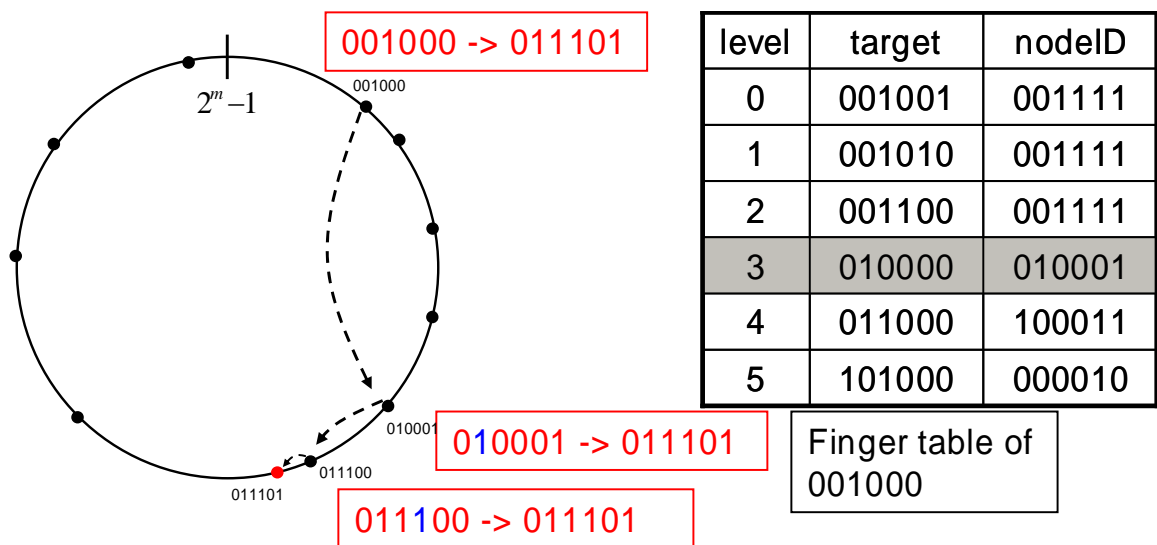 001000 -> 011101
2^m – 1
001000
010001
011100
011101
010001 -> 011101
011100 -> 011101
level target nodeID
0 001001 001111
1 001010 001111
2 001100 001111
3 010000 010001
4 011000 100011
5 101000 000010
Finger table of
001000